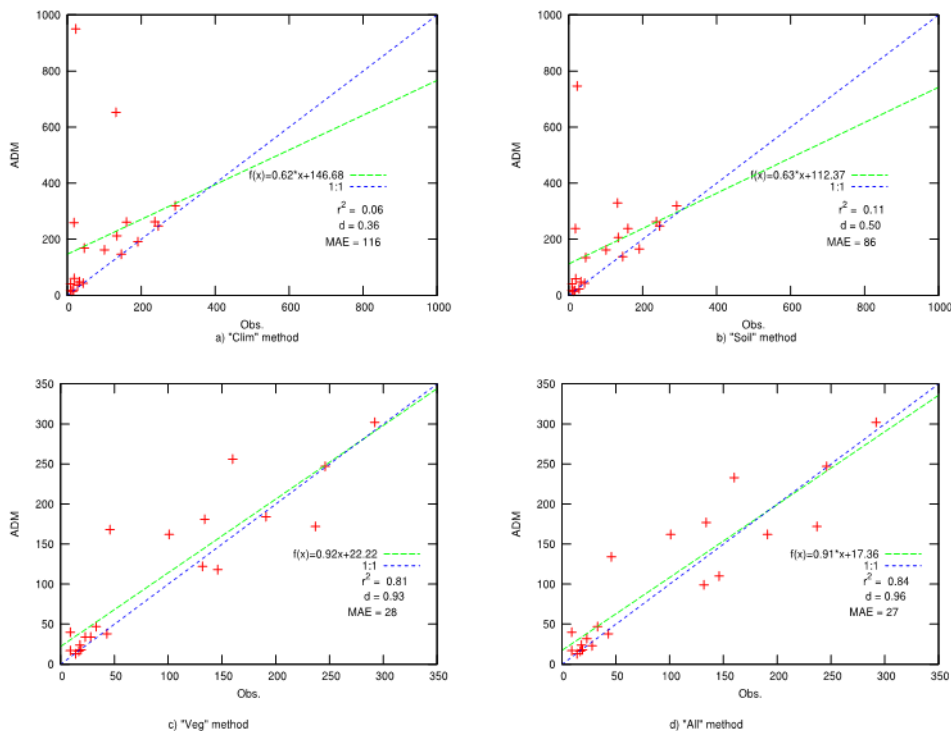 1000
800
600
400
200
0
ADM
f(x)=0.62*x+146.68
1:1
r2 = 0.06
d = 0.36
MAE = 116
0 200 400 600 800 1000
Obs.
a) "Clim" method
1000
800
600
400
200
0
ADM
f(x)=0.63*x+112.37
1:1
r2 = 0.11
d = 0.50
MAE = 86
0 200 400 600 800 1000
Obs.
b) "Soil" method
350
300
250
200
150
100
50
0
ADM
f(x)=0.92x+22.22
1:1
r2 = 0.81
d = 0.93
MAE = 28
0 50 100 150 200 250 300 350
Obs.
c) "Veg" method
350
300
250
200
150
100
50
0
ADM
f(x)=0.91*x+17.36
1:1
r2 = 0.84
d = 0.96
MAE = 27
0 50 100 150 200 250 300 350
Obs.
d) "All" method